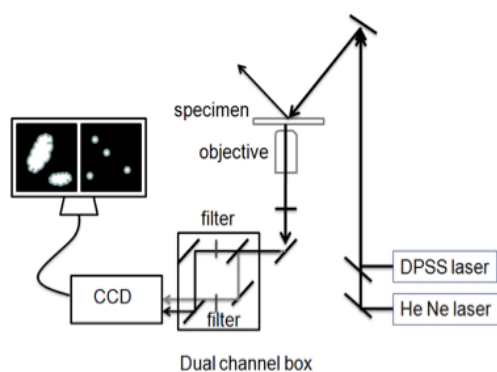 specimen
objective
filter
DPSS laser
CCD
He Ne laser
filter
Dual channel box